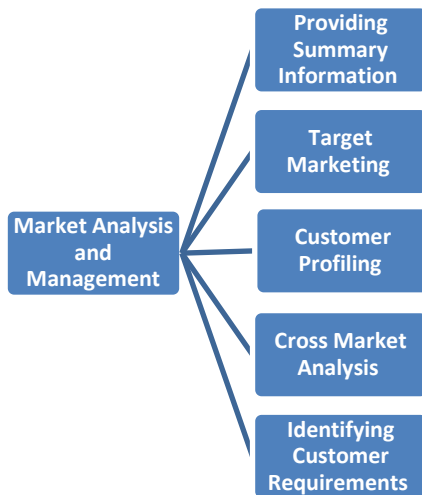 Providing
Summary
Information
Target
Marketing
Market Analysis
and
Management
Customer
Profiling
Cross Market
Analysis
Identifying
Customer
Requirements